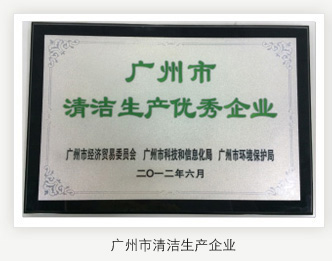 广州市
清洁生产优秀企业
广州市经济贸易委员会 广州市科技和信息化局 广州市环境保护局
二〇一二年六月
广州市清洁生产企业